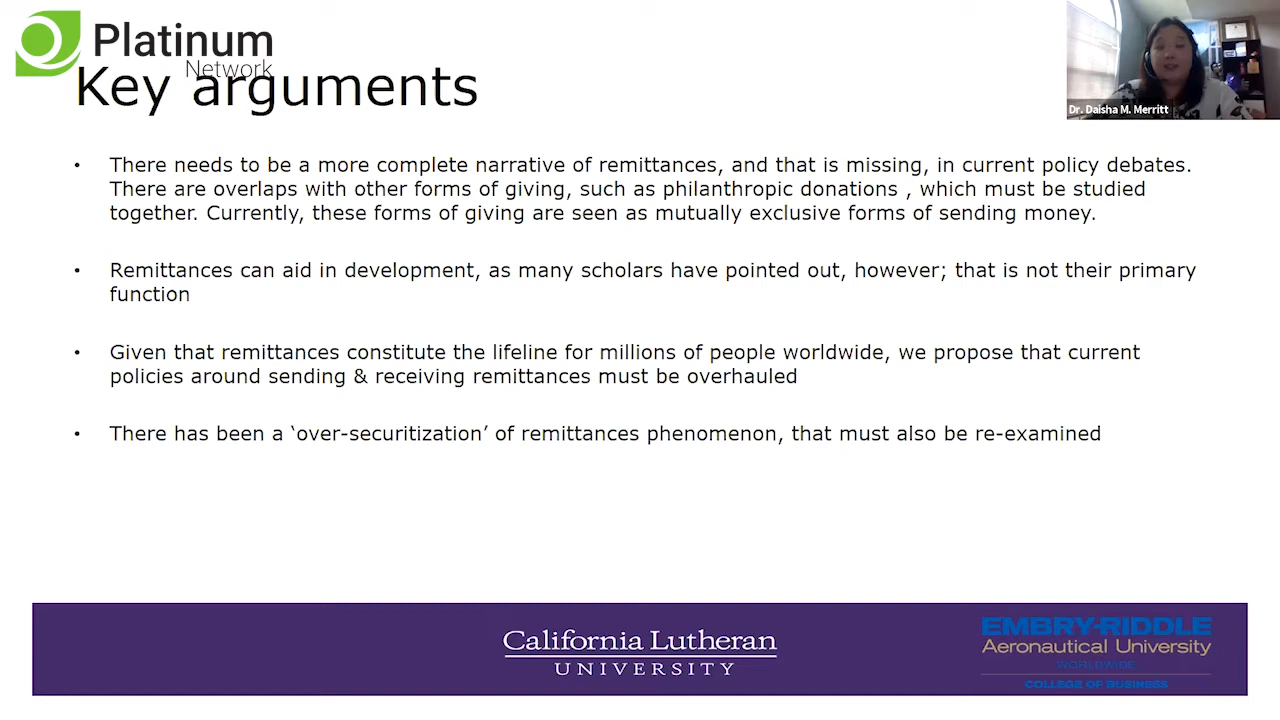 Platinum
Network
Key arguments
Dr. Daisha M. Merritt
• There needs to be a more complete narrative of remittances, and that is missing, in current policy debates.
There are overlaps with other forms of giving, such as philanthropic donations , which must be studied
together. Currently, these forms of giving are seen as mutually exclusive forms of sending money.
• Remittances can aid in development, as many scholars have pointed out, however; that is not their primary
function
• Given that remittances constitute the lifeline for millions of people worldwide, we propose that current
policies around sending & receiving remittances must be overhauled
• There has been a ‘over-securitization’ of remittances phenomenon, that must also be re-examined
California Lutheran
UNIVERSITY
EMBRY-RIDDLE
Aeronautical University
WORLDWIDE
COLLEGE OF BUSINESS